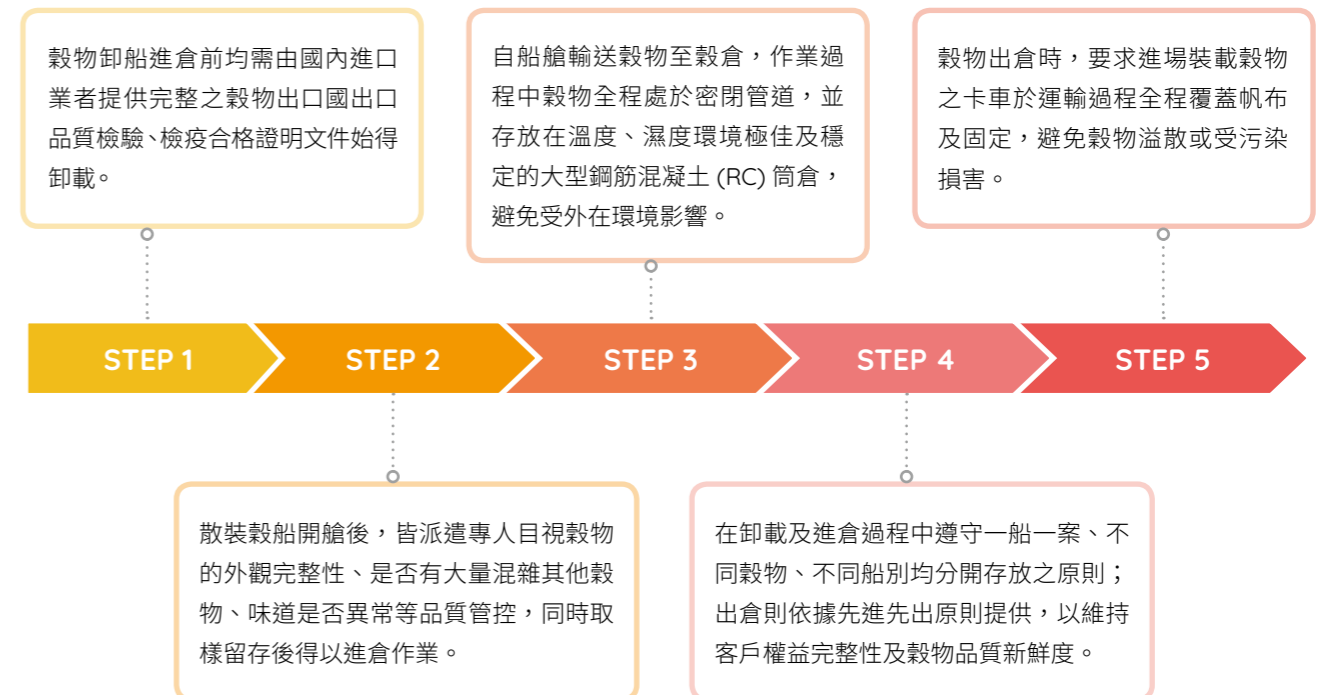 穀物卸船進倉前均需由國內進口
業者提供完整之穀物出口國出口
品質檢驗、檢疫合格證明文件始得
卸載。
自船艙輸送穀物至穀倉，作業過
程中穀物全程處於密閉管道，並
存放在溫度、濕度環境極佳及穩
定的大型鋼筋混凝土 (RC) 筒倉，
避免受外在環境影響。
穀物出倉時，要求進場裝載穀物
之卡車於運輸過程全程覆蓋帆布
及固定，避免穀物溢散或受污染
損害。
STEP 1
STEP 2
STEP 3
STEP 4
STEP 5
散裝穀船開艙後，皆派遣專人目視穀物
的外觀完整性、是否有大量混雜其他穀
物、味道是否異常等品質管控，同時取
樣留存後得以進倉作業。
在卸載及進倉過程中遵守一船一案、不
同穀物、不同船別均分開存放之原則；
出倉則依據先進先出原則提供，以維持
客戶權益完整性及穀物品質新鮮度。